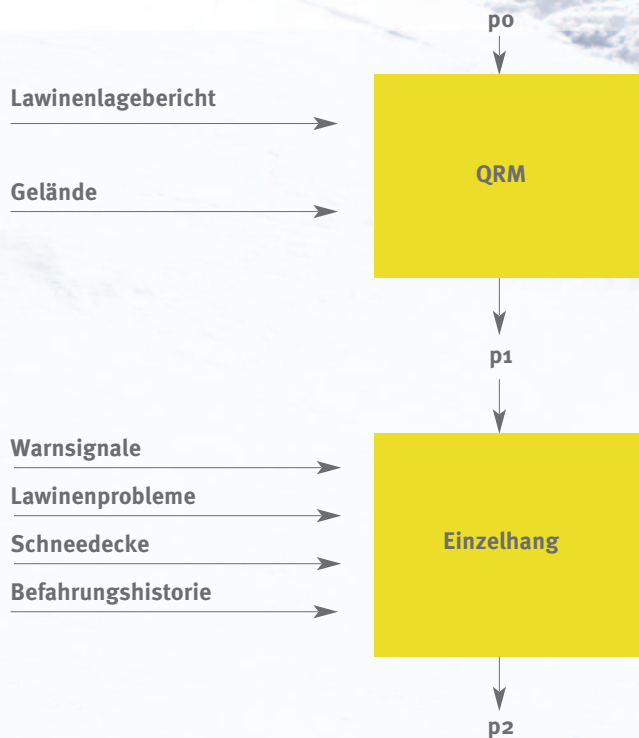 p0
Lawinenlagebericht
QRM
Gelände
p1
Warnsignale
Lawinenprobleme
Schneedecke
Einzelhang
Befahrungshistorie
p2